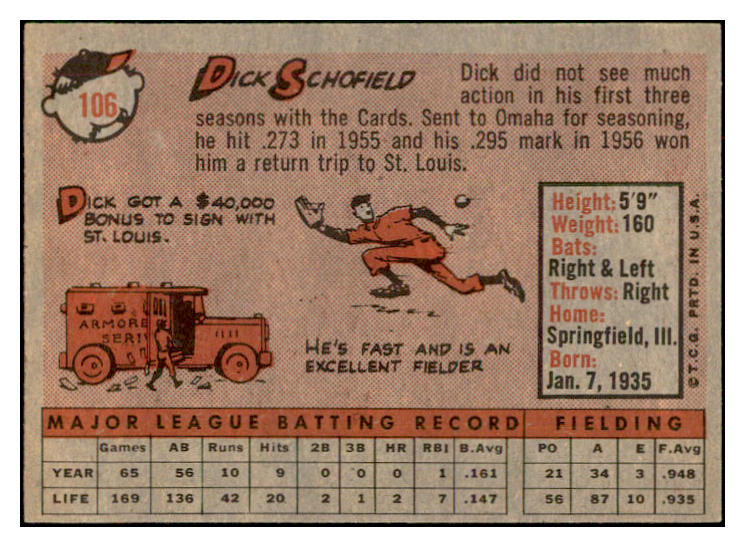 106
DICK SCHOFIELD
Dick did not see much
action in his first three
seasons with the Cards. Sent to Omaha for seasoning,
he hit .273 in 1955 and his .295 mark in 1956 won
him a return trip to St. Louis.
DICK GOT A $40,000
BONUS TO SIGN WITH
ST. LOUIS.
ARMORE
SERV
HE'S FAST AND IS AN
EXCELLENT FIELDER
Height: 5'9"
Weight: 160
Bats:
Right & Left
Throws: Right
Home:
Springfield, Ill.
Born:
Jan. 7, 1935
© T.C.G. PRTD. IN U.S.A.
MAJOR LEAGUE BATTING RECORD FIELDING
Games AB Runs Hits 2B 3B HR RBI B.Avg PO A E F.Avg
YEAR 65 56 10 9 0 0 0 1 .161 21 34 3 .948
LIFE 169 136 42 20 2 1 2 7 .147 56 87 10 .935